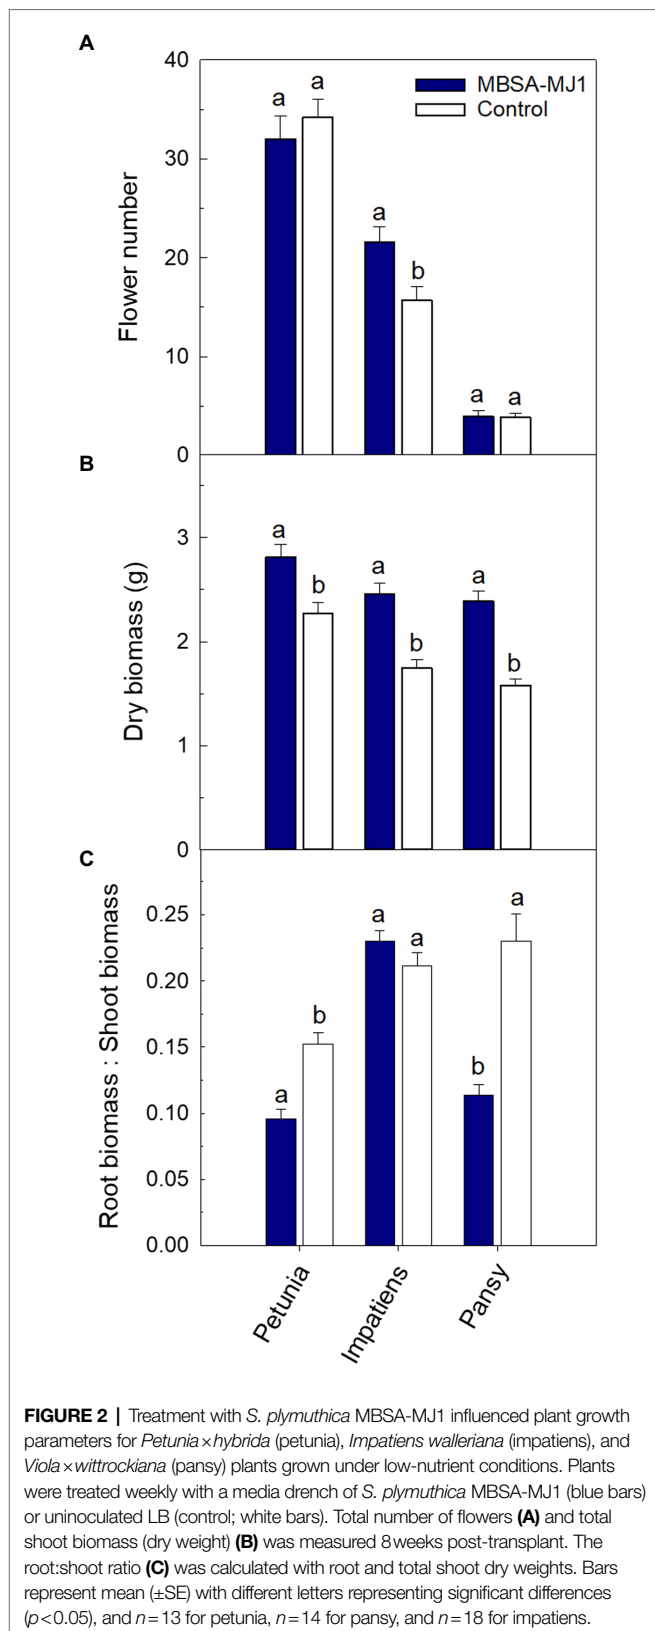 A
40
30
20
10
0
Flower number
MBSA-MJ1
Control
a
a
a
b
a
a
B
3
2
1
0
Dry biomass (g)
a
b
a
b
a
b
C
0.25
0.20
0.15
0.10
0.05
0.00
Root biomass : Shoot biomass
a
b
a
a
b
a
Petunia
Impatiens
Pansy
FIGURE 2 | Treatment with S. plymuthica MBSA-MJ1 influenced plant growth
parameters for Petunia × hybrida (petunia), Impatiens walleriana (impatiens), and
Viola × wittrockiana (pansy) plants grown under low-nutrient conditions. Plants
were treated weekly with a media drench of S. plymuthica MBSA-MJ1 (blue bars)
or uninoculated LB (control; white bars). Total number of flowers (A) and total
shoot biomass (dry weight) (B) was measured 8 weeks post-transplant. The
root:shoot ratio (C) was calculated with root and total shoot dry weights. Bars
represent mean (±SE) with different letters representing significant differences
(p < 0.05), and n = 13 for petunia, n = 14 for pansy, and n = 18 for impatiens.